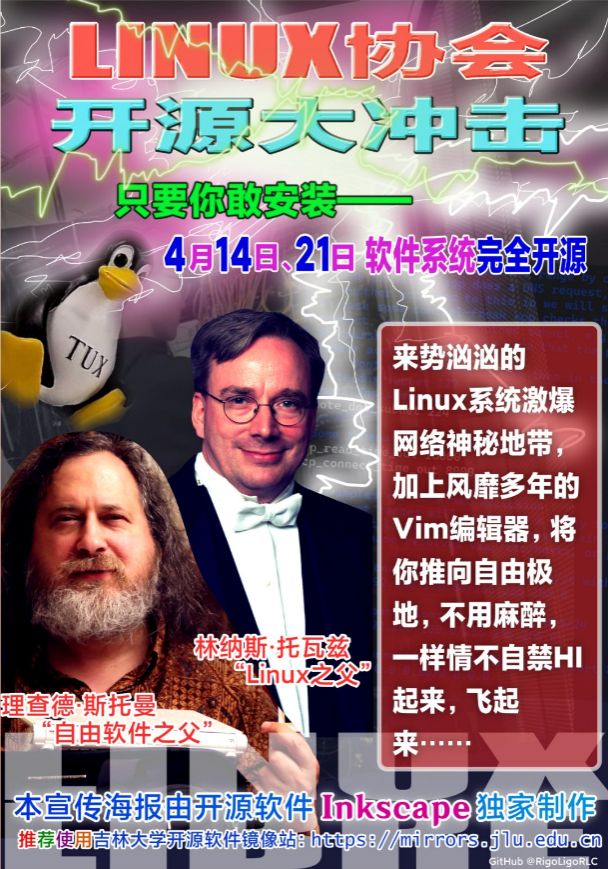 LINUX协会
开源大冲击
只要你敢安装——
4月14日、21日 软件系统完全开源
TUX
来势汹汹的
Linux系统激爆
网络神秘地带，
加上风靡多年的
Vim编辑器，将
你推向自由极
地，不用麻醉，
一样情不自禁HI
起来，飞起
来……
林纳斯·托瓦兹
“Linux之父”
理查德·斯托曼
“自由软件之父”
LINUX
本宣传海报由开源软件 Inkscape 独家制作
推荐使用吉林大学开源软件镜像站：https://mirrors.jlu.edu.cn
GitHub @RigoLigoRLC